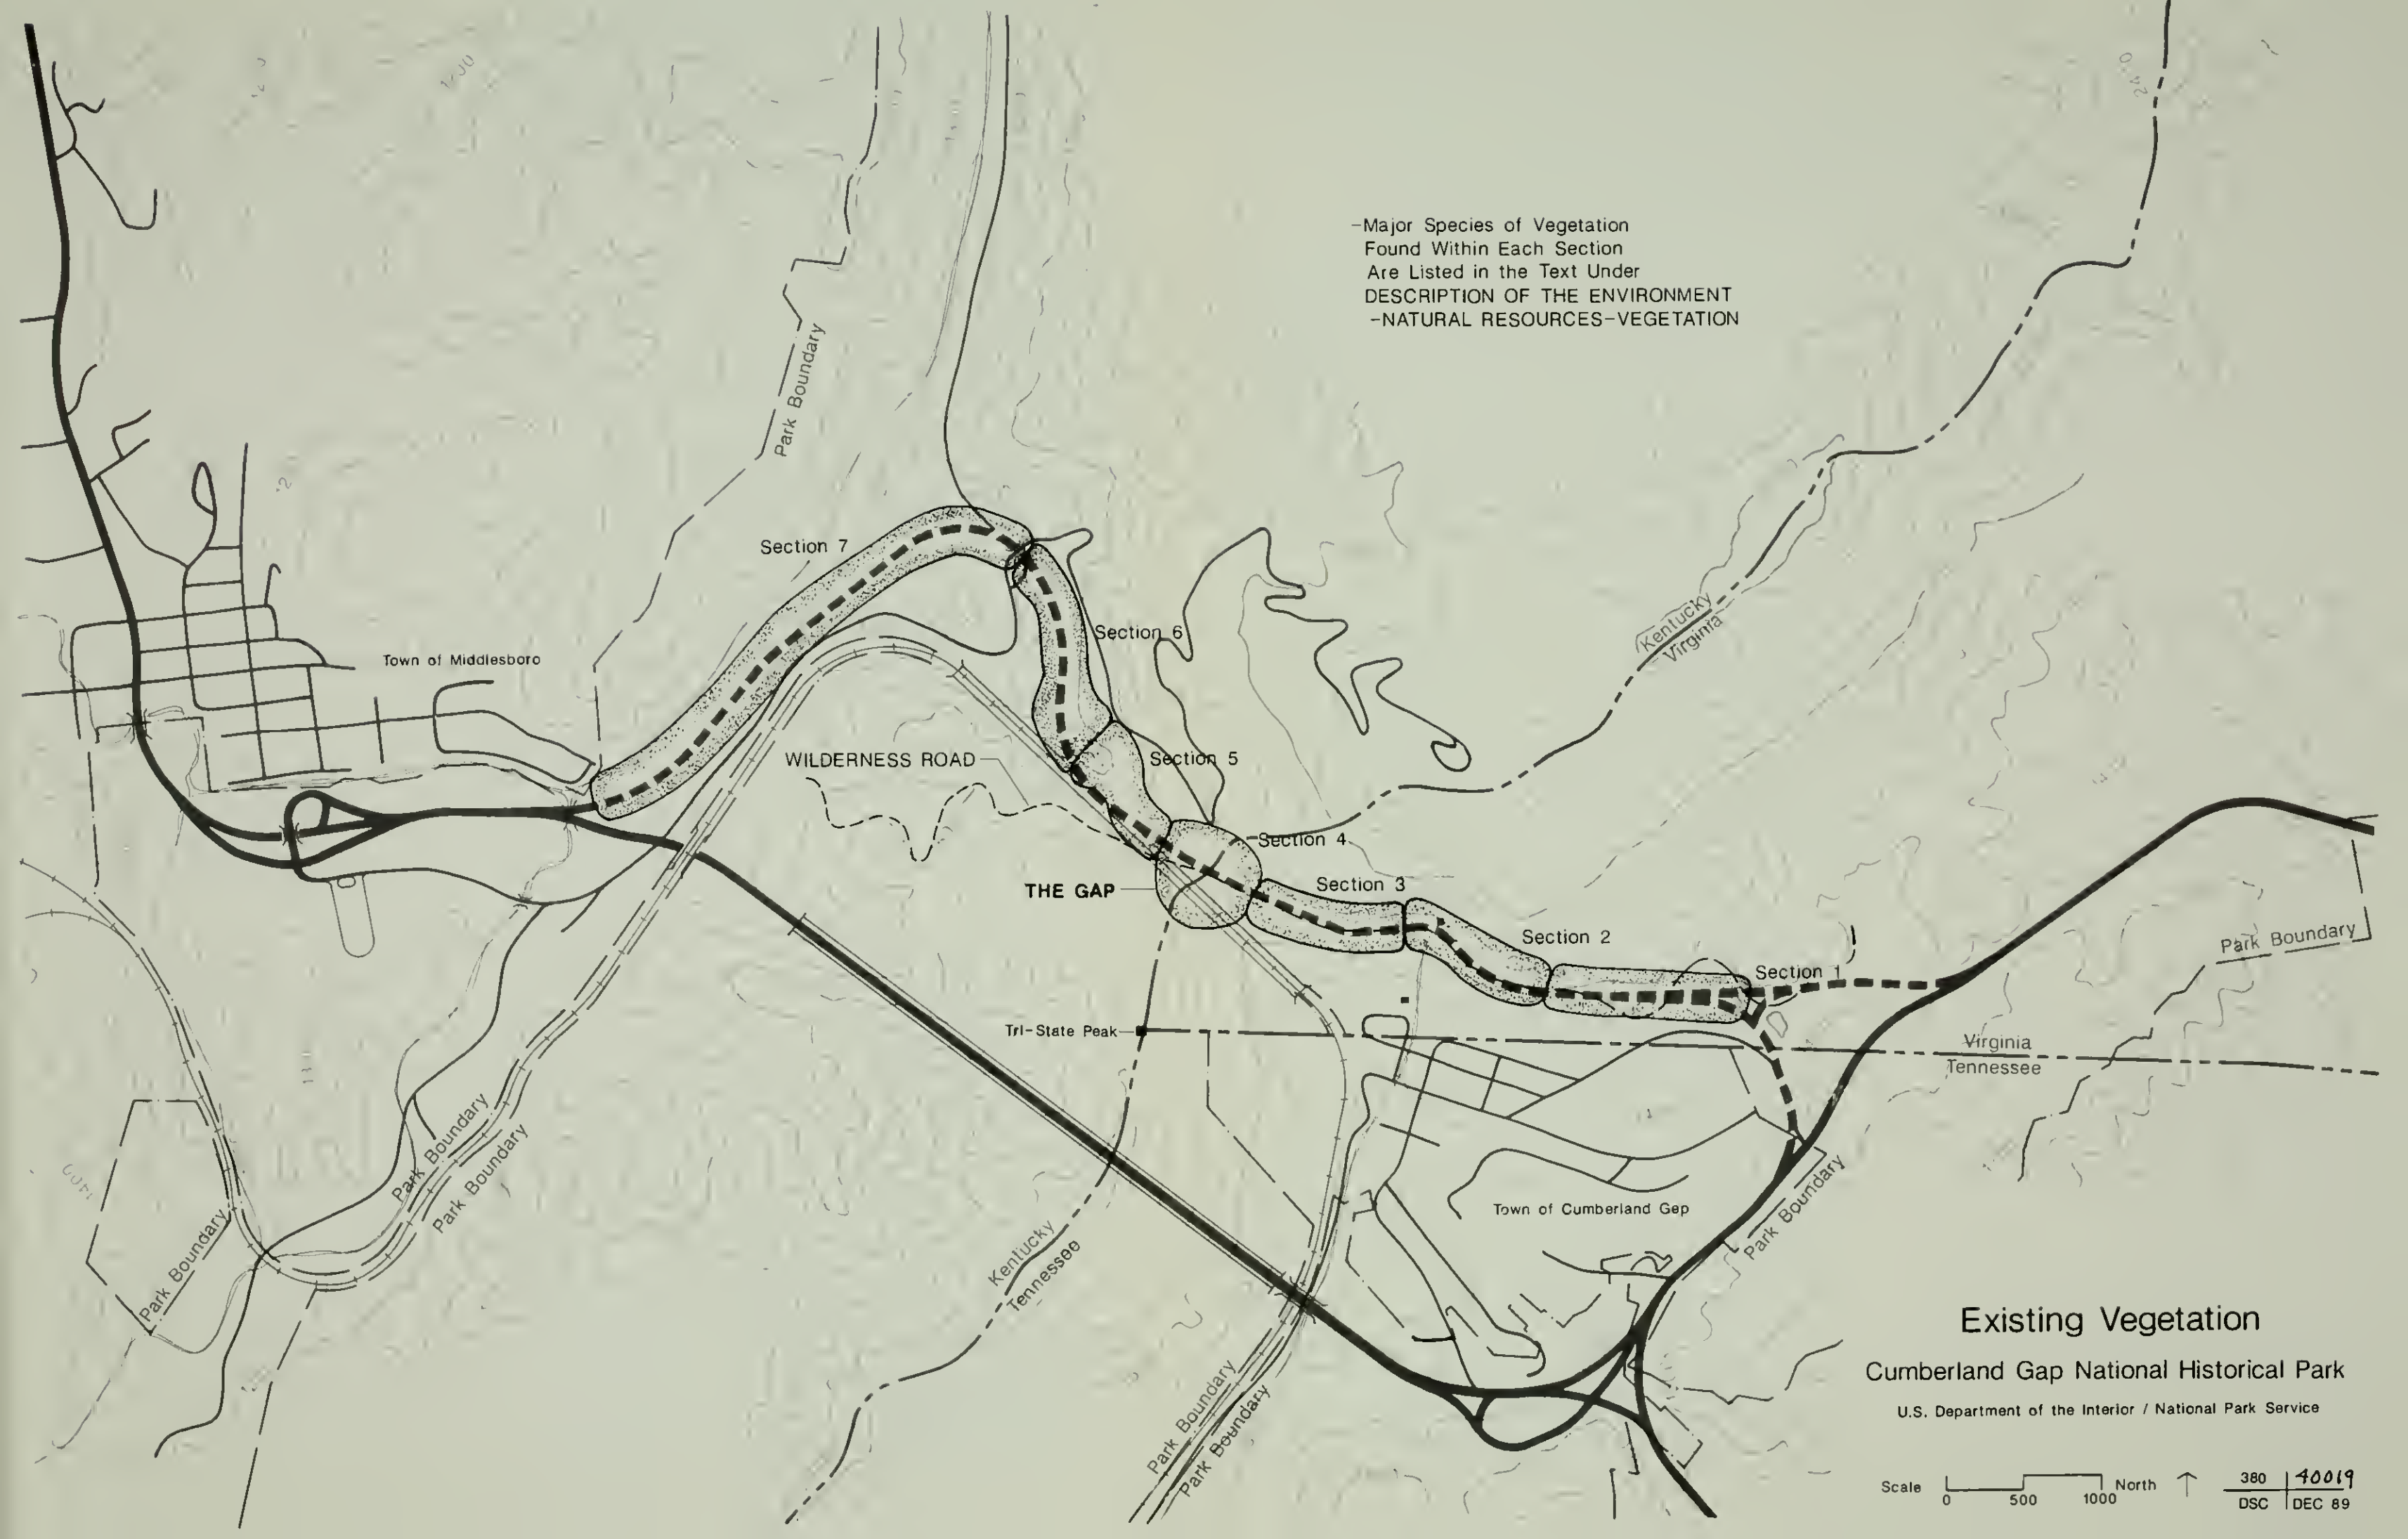 -Major Species of Vegetation
Found Within Each Section
Are Listed in the Text Under
DESCRIPTION OF THE ENVIRONMENT
-NATURAL RESOURCES-VEGETATION
Park Boundary
Section 7
Section 6
Kentucky
Virginia
Town of Middlesboro
WILDERNESS ROAD
Section 5
Section 4
THE GAP
Section 3
Section 2
Section 1
Park Boundary
Tri-State Peak
Virginia
Tennessee
Park Boundary
Park Boundary
Park Boundary
Park Boundary
Kentucky
Tennessee
Town of Cumberland Gap
Park Boundary
Park Boundary
Park Boundary
Existing Vegetation
Cumberland Gap National Historical Park
U.S. Department of the Interior / National Park Service
Scale 0 500 1000 North
380 40019
DSC DEC 89